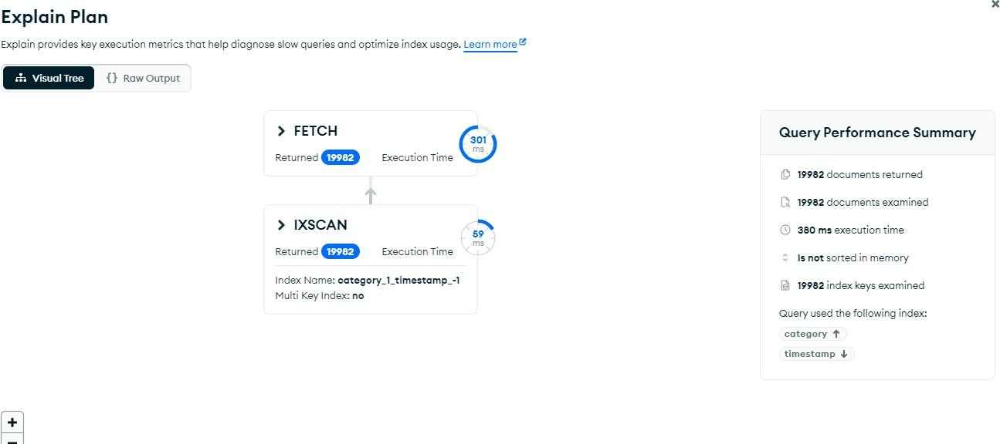 Explain Plan
Explain provides key execution metrics that help diagnose slow queries and optimize index usage. Learn more
Visual Tree {} Raw Output
FETCH
Returned 19982 Execution Time 301 ms
IXSCAN
Returned 19982 Execution Time 59 ms
Index Name: category_1_timestamp_-1
Multi Key Index: no
Query Performance Summary
19982 documents returned
19982 documents examined
380 ms execution time
Is not sorted in memory
19982 index keys examined
Query used the following index:
category ↑
timestamp ↓